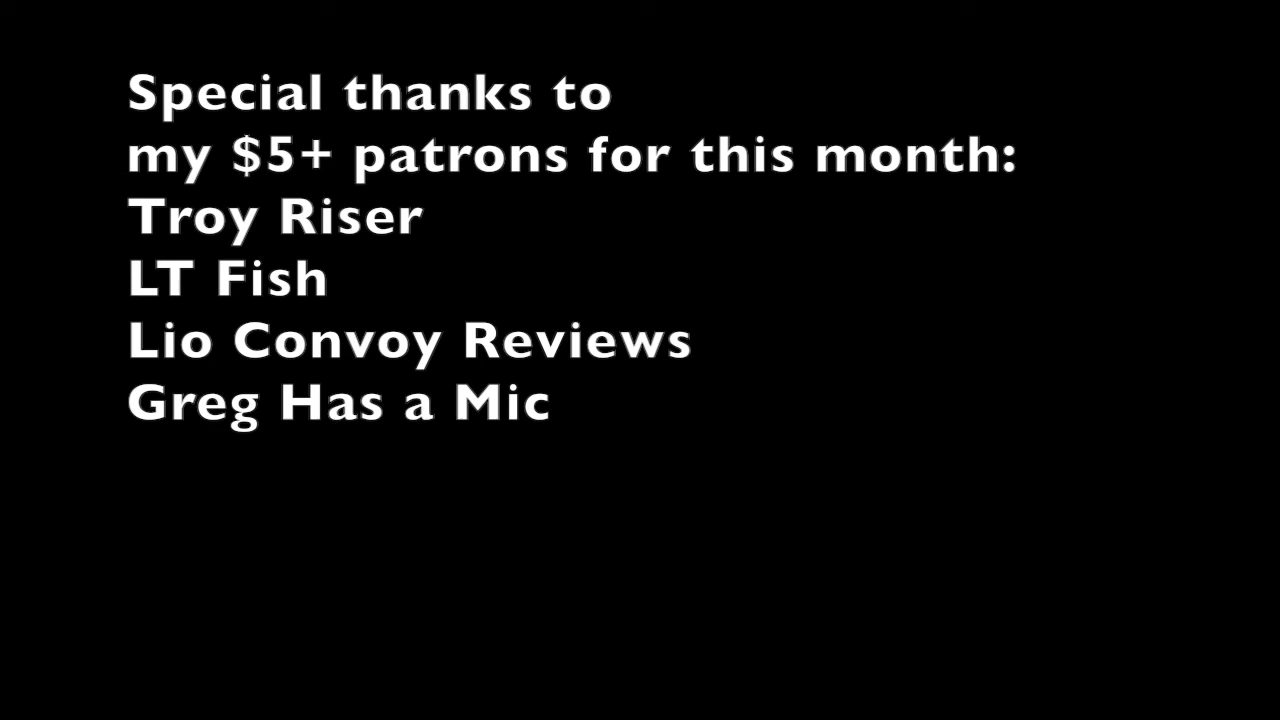 Special thanks to
my $5+ patrons for this month:
Troy Riser
LT Fish
Lio Convoy Reviews
Greg Has a Mic